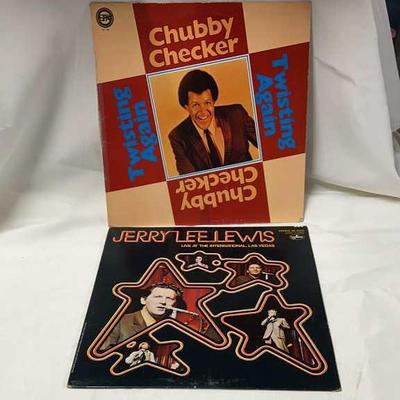 Chubby
Checker
Twisting
Again
Twisting
Again
Chubby
Checker
JERRY LEE LEWIS
LIVE AT THE INTERNATIONAL, LAS VEGAS